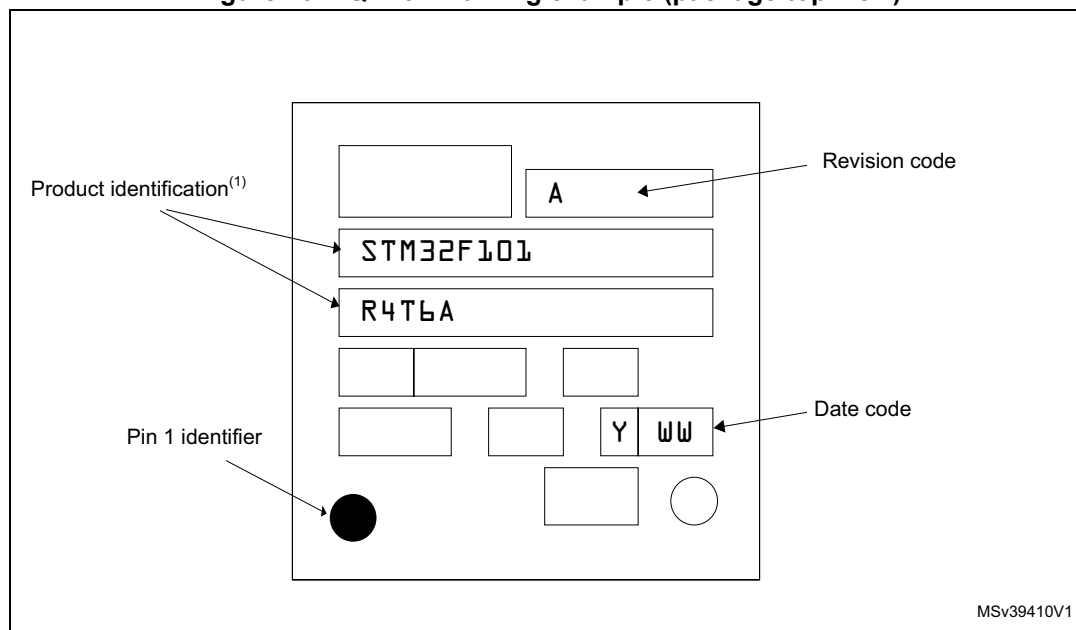 Revision code
Product identification(1)
A
STM32F101
R4T6A
Date code
Pin 1 identifier
Y WW
MSv39410V1